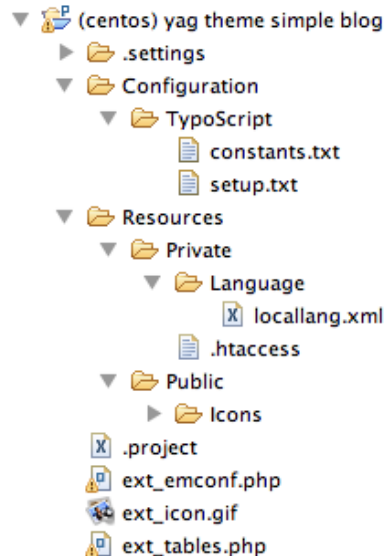 (centos) yag theme simple blog
.settings
Configuration
TypoScript
constants.txt
setup.txt
Resources
Private
Language
locallang.xml
.htaccess
Public
Icons
.project
ext_emconf.php
ext_icon.gif
ext_tables.php